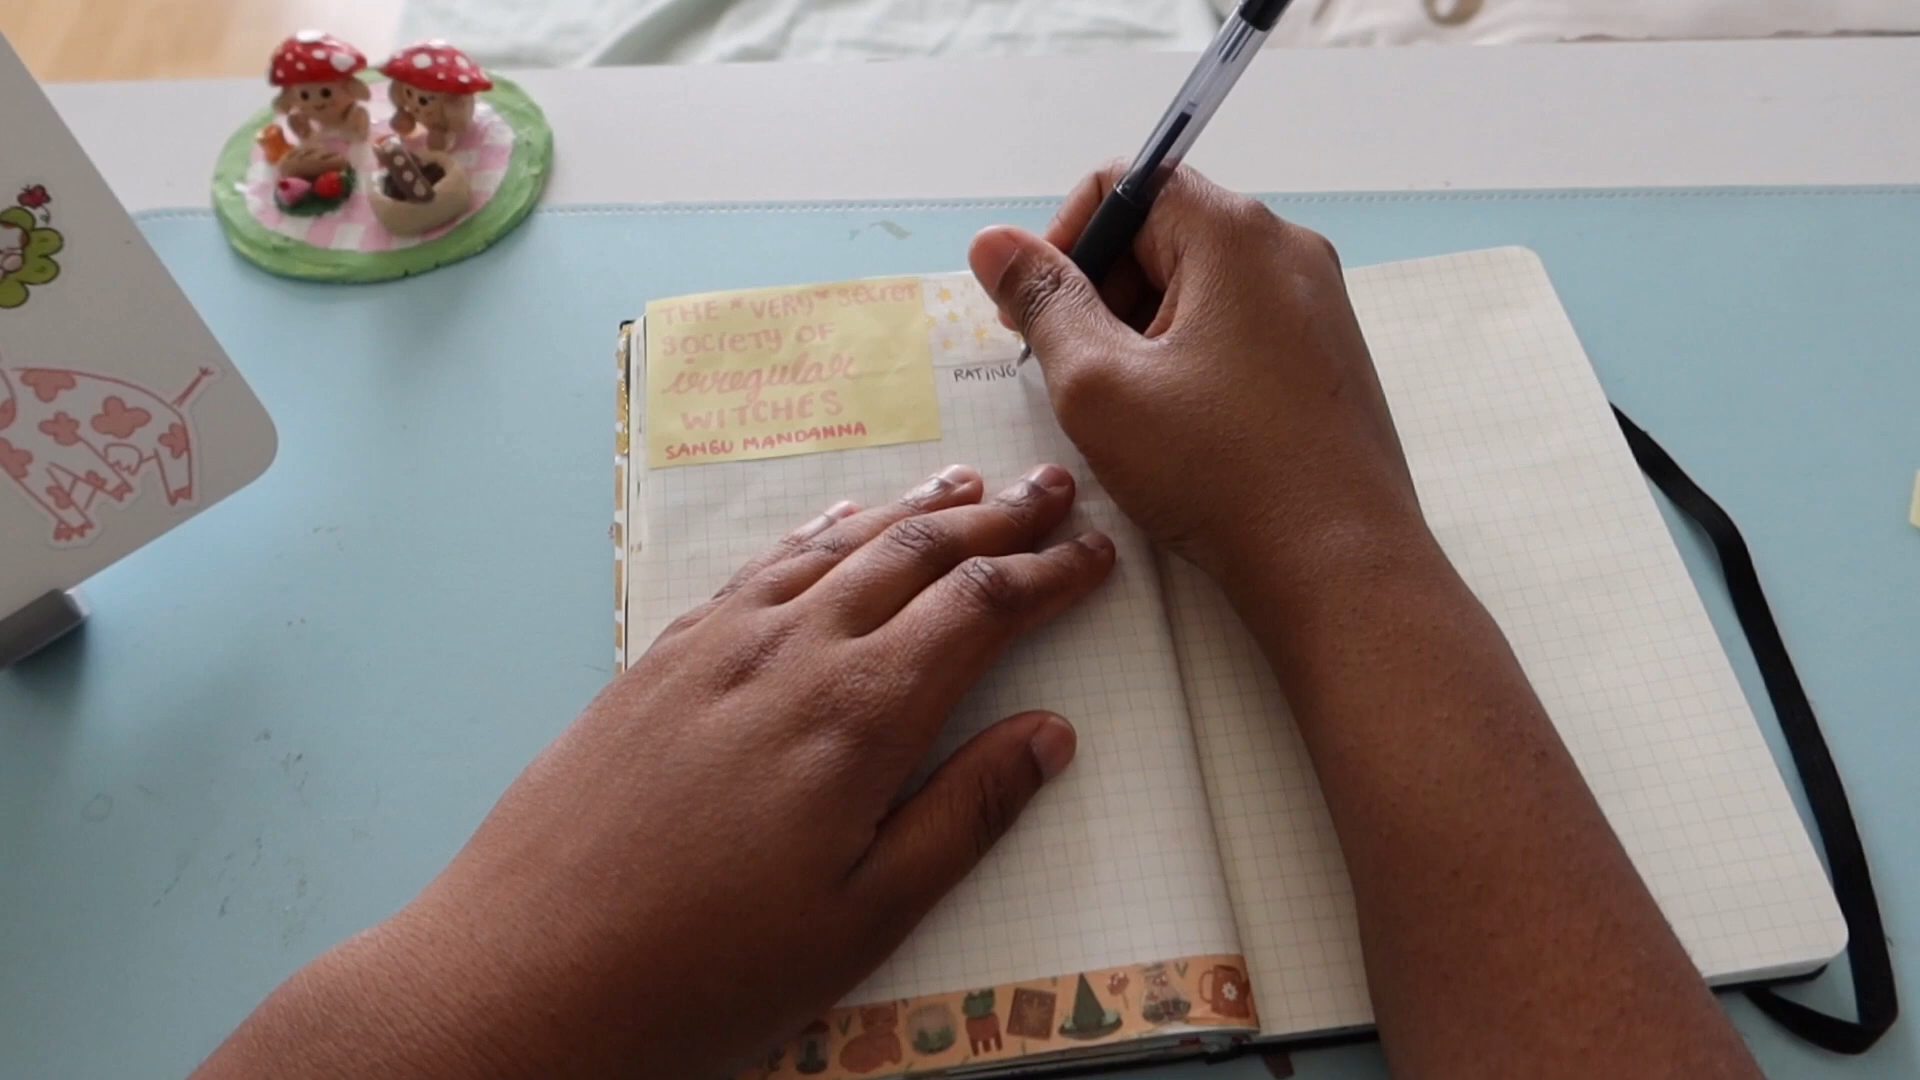 THE *VERY* SECRET
SOCIETY OF
irregular
WITCHES
SANGU MANDANNA
RATING